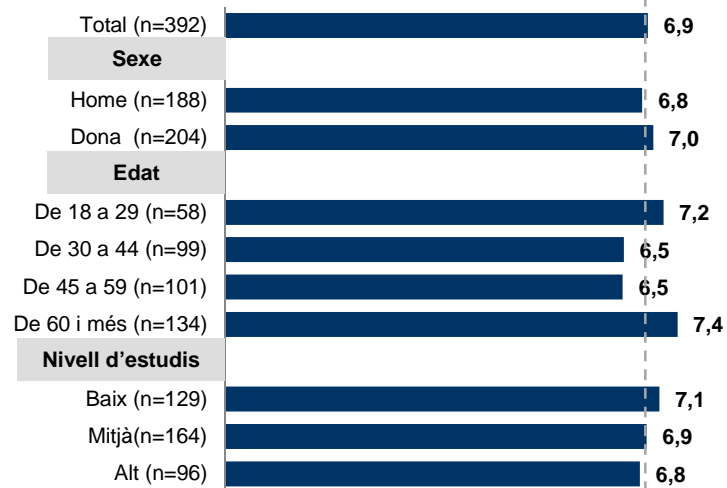 Total (n=392) 6,9
Sexe
Home (n=188) 6,8
Dona (n=204) 7,0
Edat
De 18 a 29 (n=58) 7,2
De 30 a 44 (n=99) 6,5
De 45 a 59 (n=101) 6,5
De 60 i més (n=134) 7,4
Nivell d’estudis
Baix (n=129) 7,1
Mitjà(n=164) 6,9
Alt (n=96) 6,8